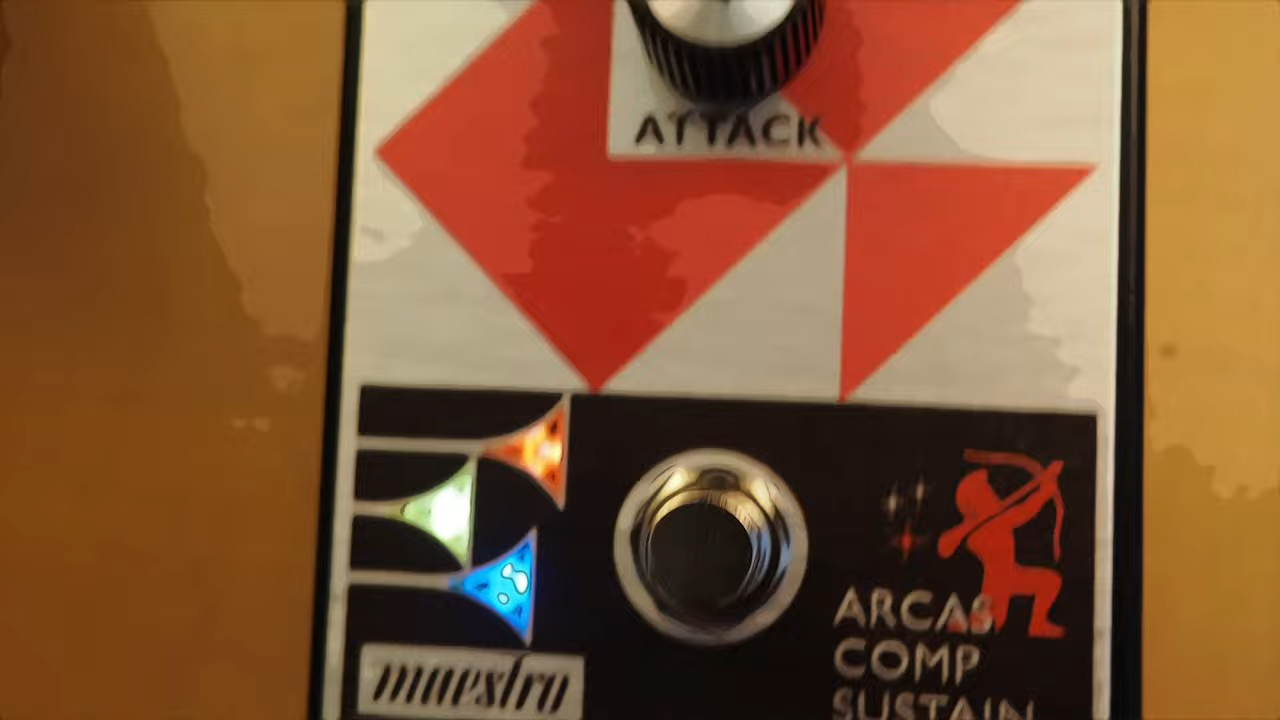 ATTACK
maestro
ARCAS
COMP
SUSTAIN